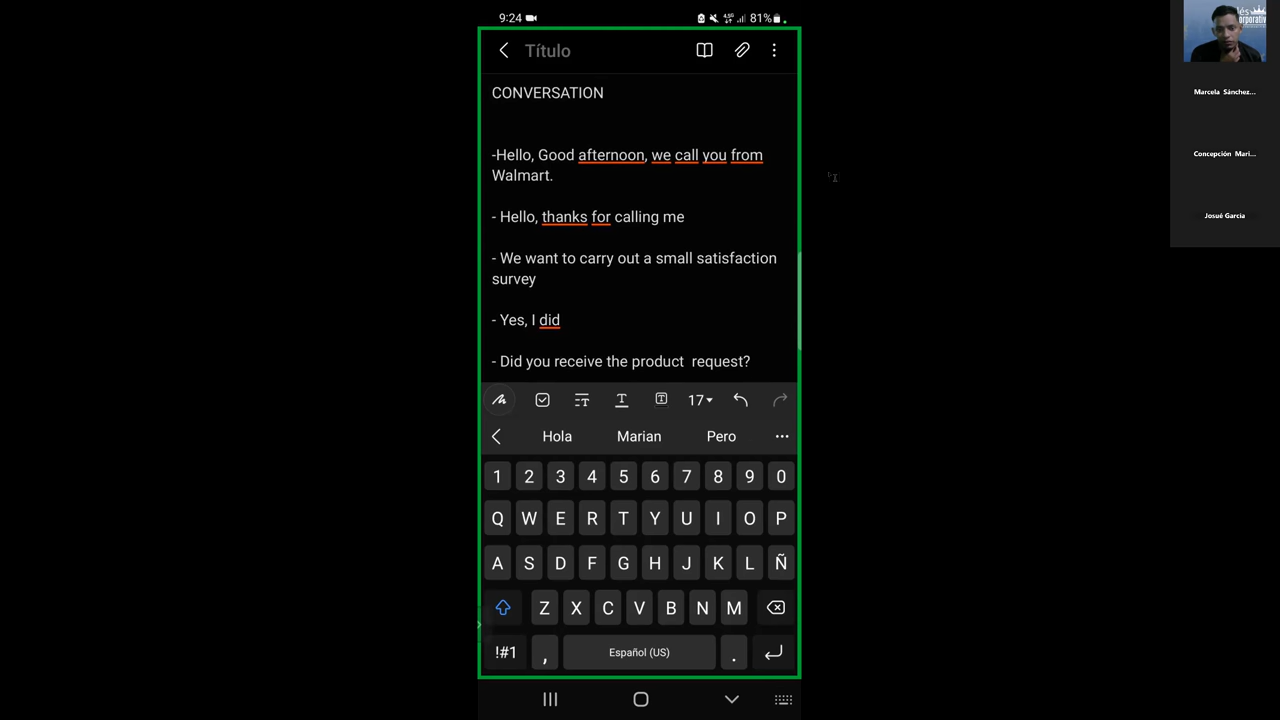 9:24
81%
Título
CONVERSATION
-Hello, Good afternoon, we call you from
Walmart.
- Hello, thanks for calling me
- We want to carry out a small satisfaction
survey
- Yes, I did
- Did you receive the product  request?
17
Hola Marian Pero
1 2 3 4 5 6 7 8 9 0
Q W E R T Y U I O P
A S D F G H J K L Ñ
Z X C V B N M
!#1 , Español (US) .
Marcela Sánchez...
Concepción Mari...
Josué Garcia